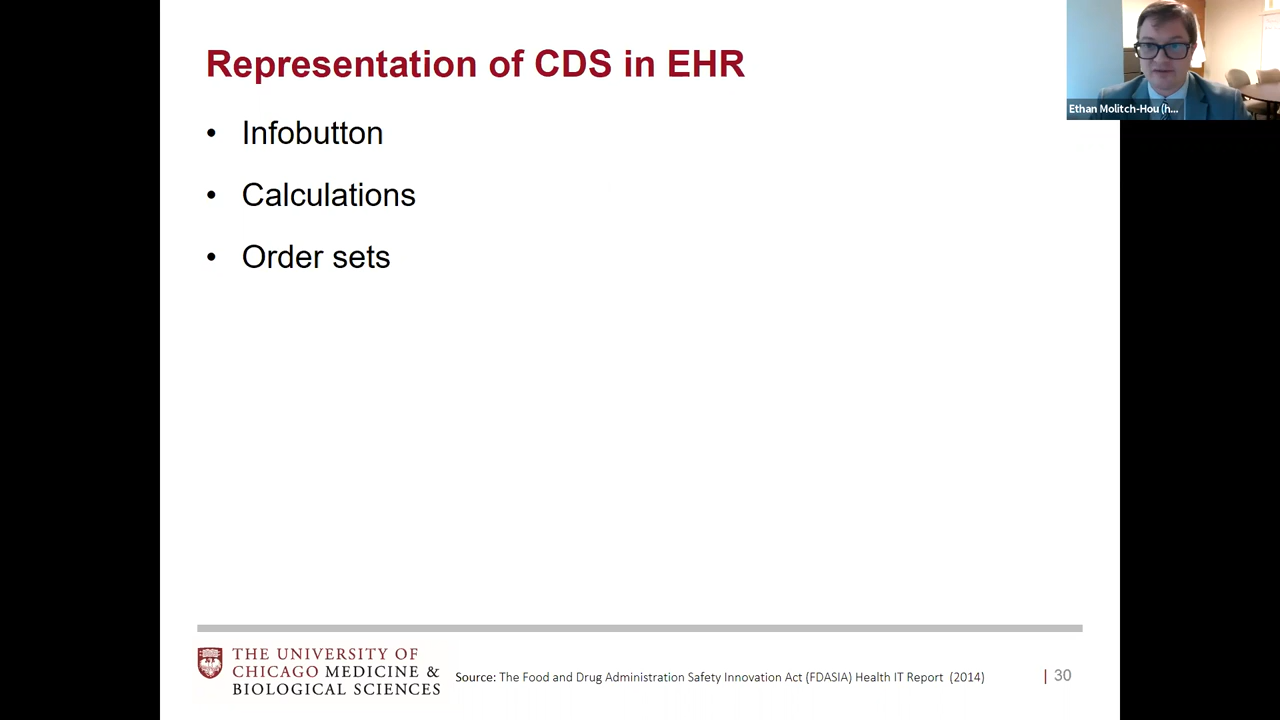 Representation of CDS in EHR
Ethan Molitch-Hou (h...
• Infobutton
• Calculations
• Order sets
THE UNIVERSITY OF
CHICAGO MEDICINE &
BIOLOGICAL SCIENCES
Source: The Food and Drug Administration Safety Innovation Act (FDASIA) Health IT Report (2014)
| 30